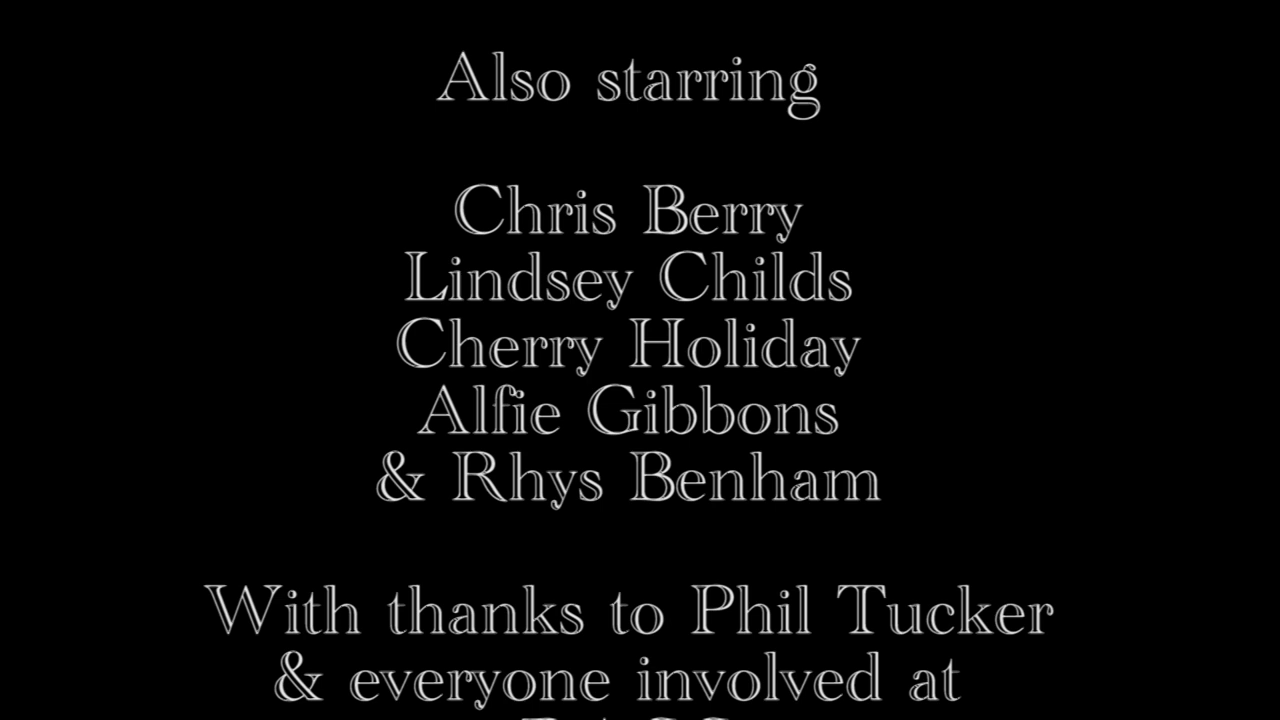 Also starring
Chris Berry
Lindsey Childs
Cherry Holiday
Alfie Gibbons
& Rhys Benham
With thanks to Phil Tucker
& everyone involved at